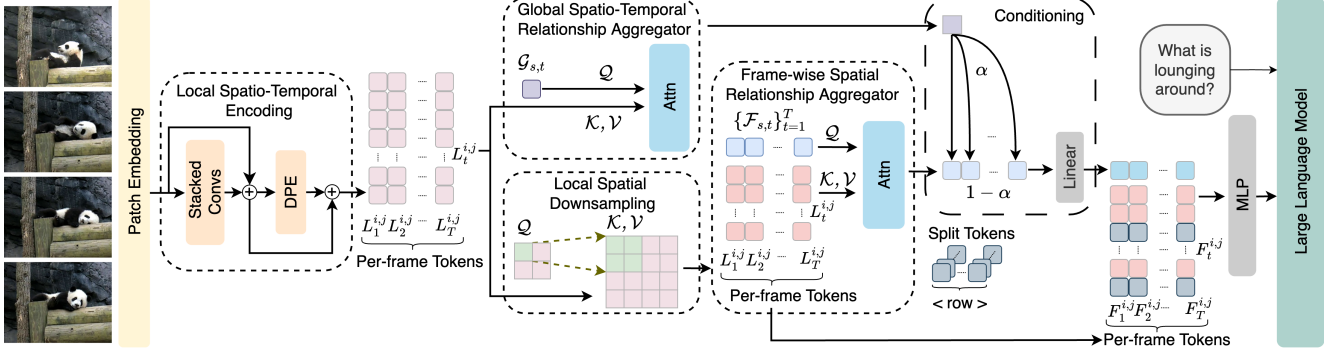 Patch Embedding
Local Spatio-Temporal
Encoding
Stacked
Convs
DPE
L_1^{i,j} L_2^{i,j} ···· L_T^{i,j}
Per-frame Tokens
L_t^{i,j}
Global Spatio-Temporal
Relationship Aggregator
G_{s,t}
Q
K, V
Attn
Local Spatial
Downsampling
Q
K, V
Frame-wise Spatial
Relationship Aggregator
{F_{s,t}}_{t=1}^T
Q
K, V
L_t^{i,j}
Attn
L_1^{i,j} L_2^{i,j} ···· L_T^{i,j}
Per-frame Tokens
Conditioning
α
1 − α
Linear
Split Tokens
< row >
What is
lounging
around?
F_t^{i,j}
F_1^{i,j} F_2^{i,j} ···· F_T^{i,j}
Per-frame Tokens
MLP
Large Language Model